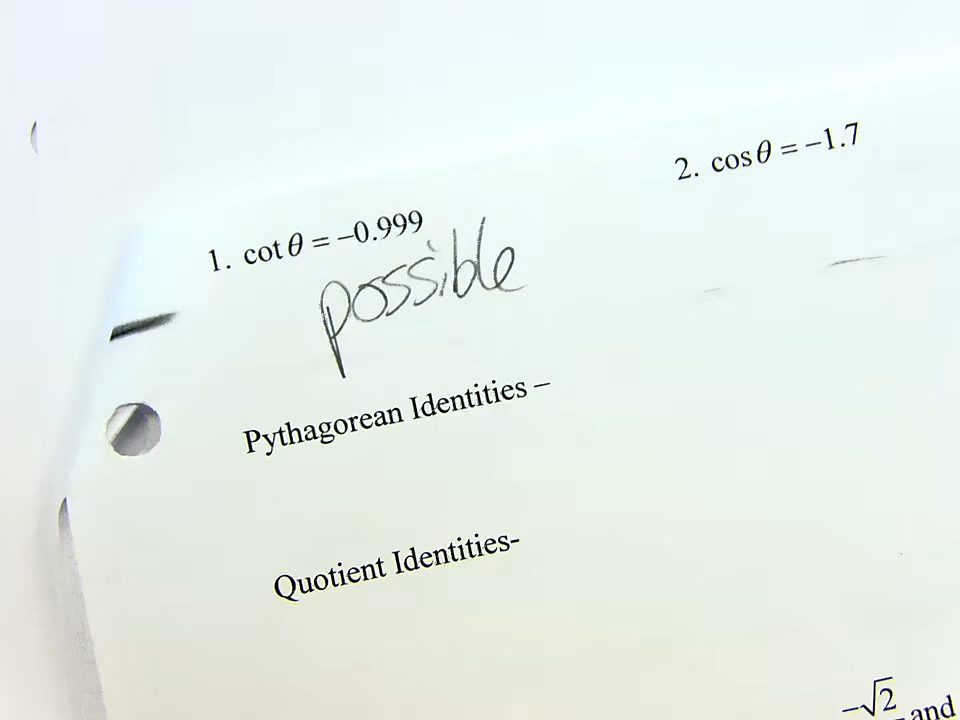 1. cot θ = –0.999
2. cos θ = –1.7
possible
Pythagorean Identities –
Quotient Identities-
–√2 and